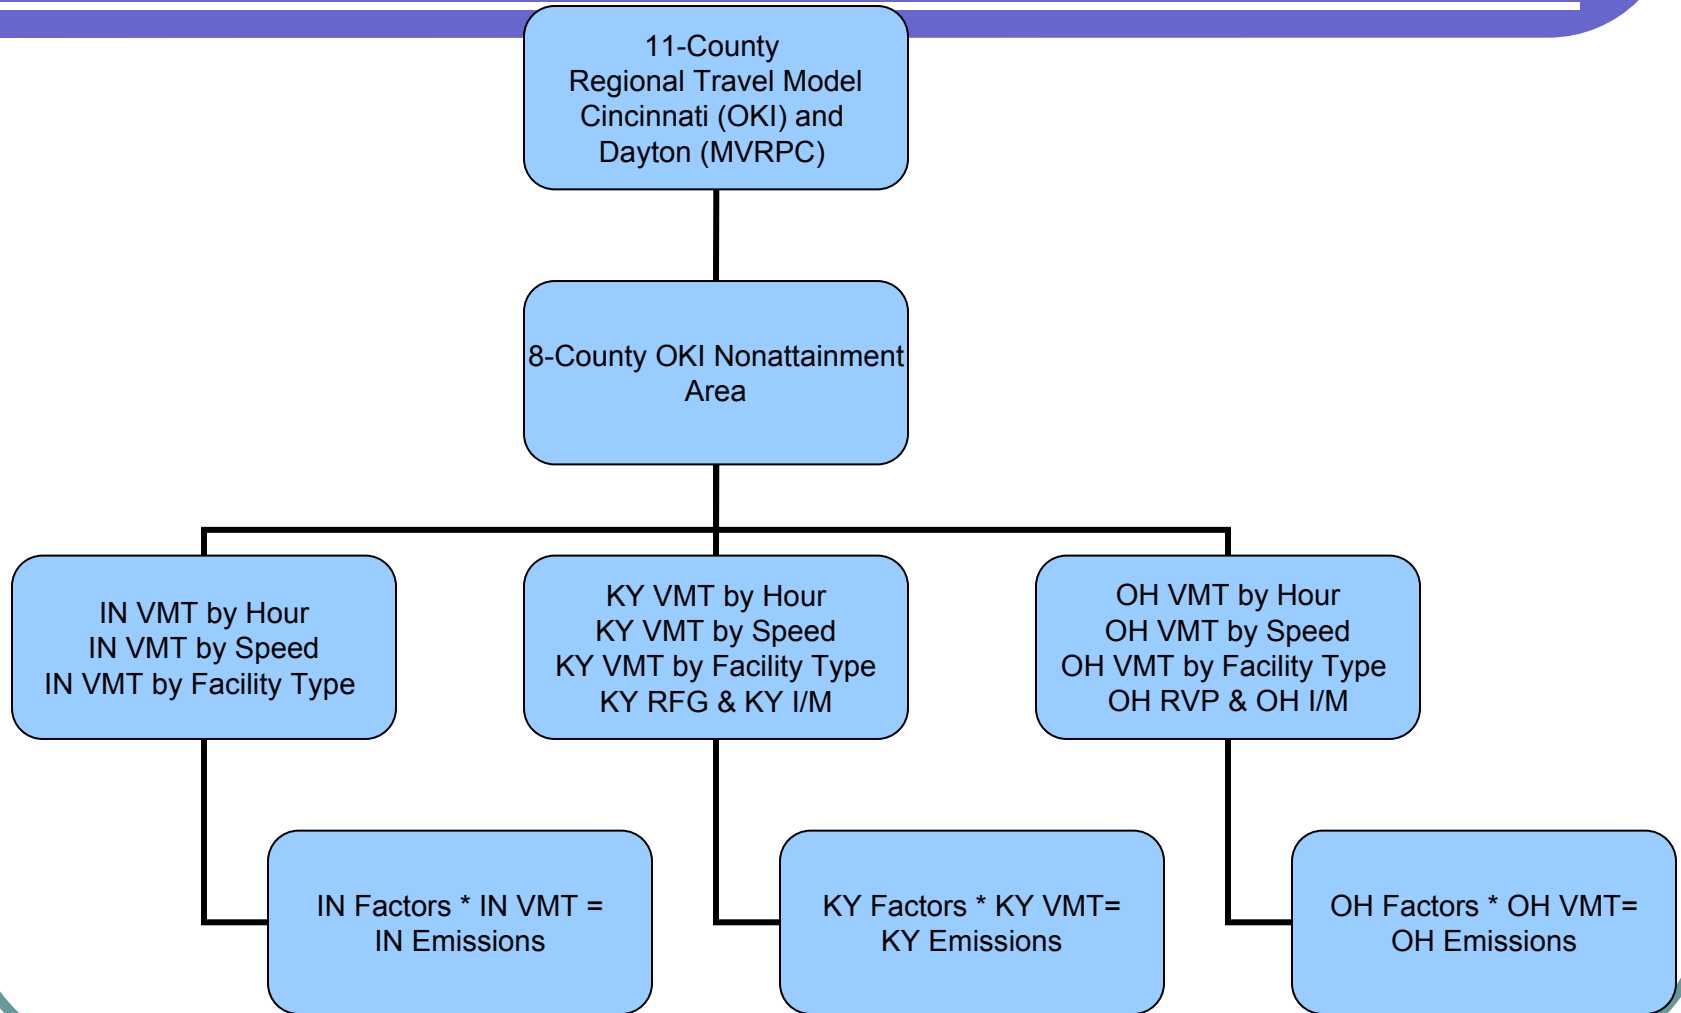 11-County
Regional Travel Model
Cincinnati (OKI) and
Dayton (MVRPC)
8-County OKI Nonattainment
Area
IN VMT by Hour
IN VMT by Speed
IN VMT by Facility Type
KY VMT by Hour
KY VMT by Speed
KY VMT by Facility Type
KY RFG & KY I/M
OH VMT by Hour
OH VMT by Speed
OH VMT by Facility Type
OH RVP & OH I/M
IN Factors * IN VMT =
IN Emissions
KY Factors * KY VMT=
KY Emissions
OH Factors * OH VMT=
OH Emissions